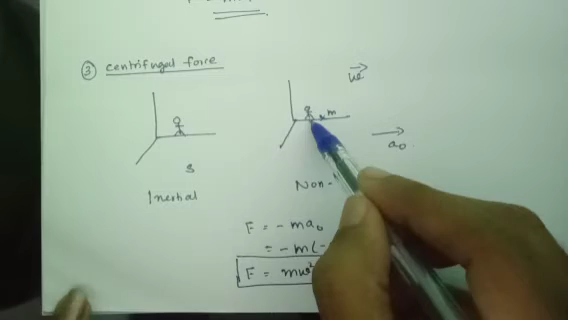 ③ centrifugal force
m
a₀
S
Inertial
Non-
F = - ma₀
= - m(-
F = mω²